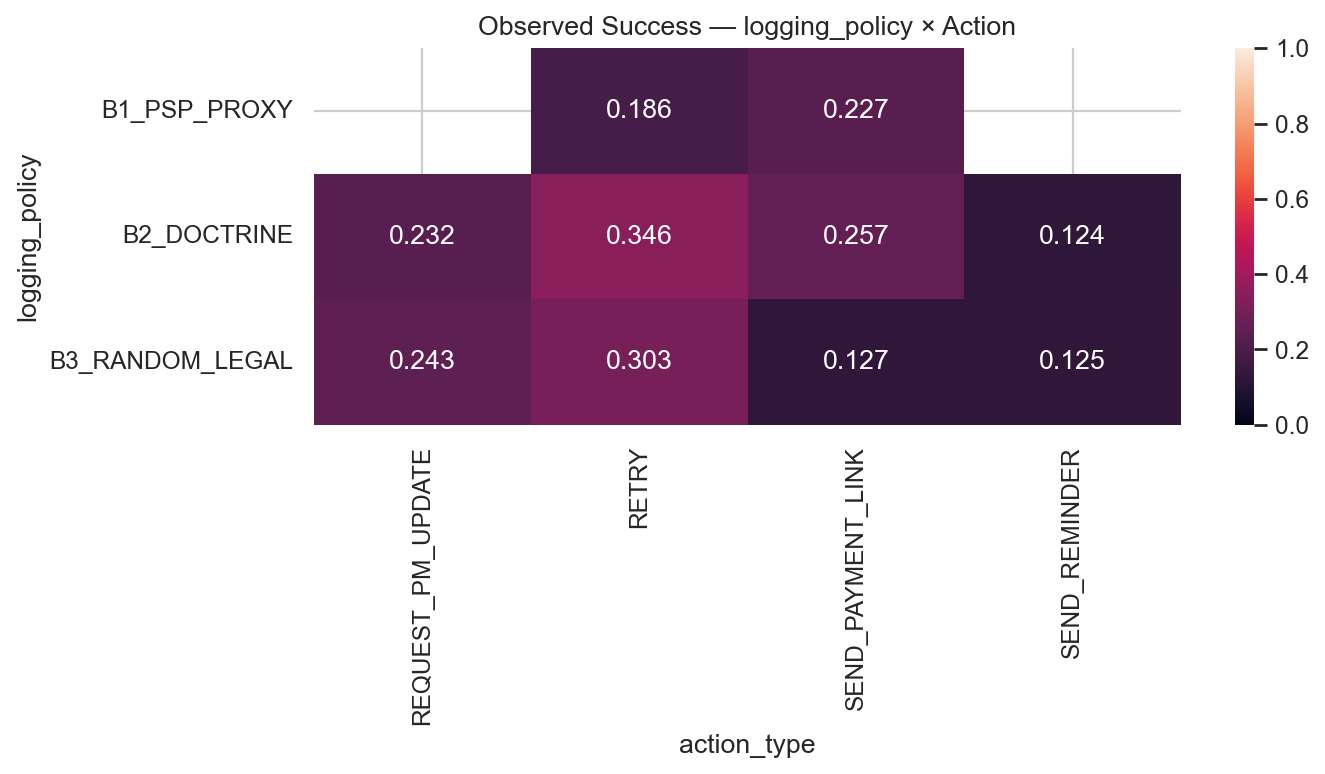 Observed Success — logging_policy × Action
logging_policy
B1_PSP_PROXY
0.186
0.227
B2_DOCTRINE
0.232
0.346
0.257
0.124
B3_RANDOM_LEGAL
0.243
0.303
0.127
0.125
REQUEST_PM_UPDATE
RETRY
SEND_PAYMENT_LINK
SEND_REMINDER
action_type
1.0
0.8
0.6
0.4
0.2
0.0